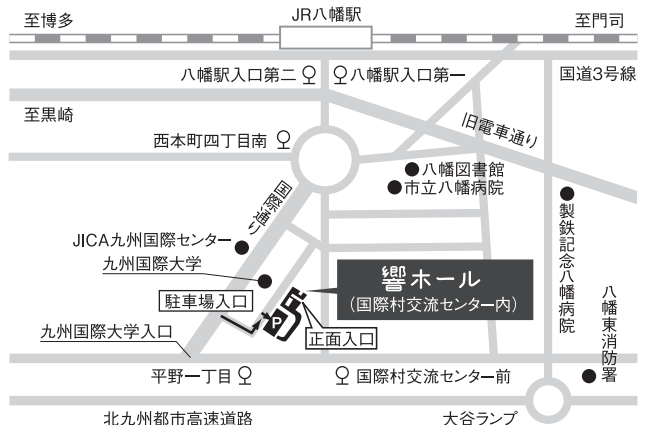 JR八幡駅
至博多
至門司
八幡駅入口第二
八幡駅入口第一
国道3号線
至黒崎
旧電車通り
西本町四丁目南
八幡図書館
市立八幡病院
国際通り
製鉄記念八幡病院
JICA九州国際センター
九州国際大学
響ホール
(国際村交流センター内)
駐車場入口
P
正面入口
九州国際大学入口
八幡東消防署
平野一丁目
国際村交流センター前
北九州都市高速道路
大谷ランプ